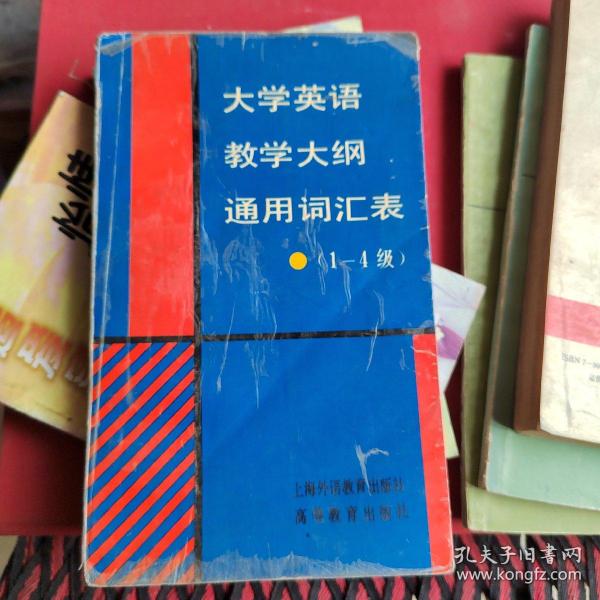 大学英语
教学大纲
通用词汇表
(1-4级)
上海外语教育出版社
高等教育出版社
孔夫子旧书网
www.kongfz.com